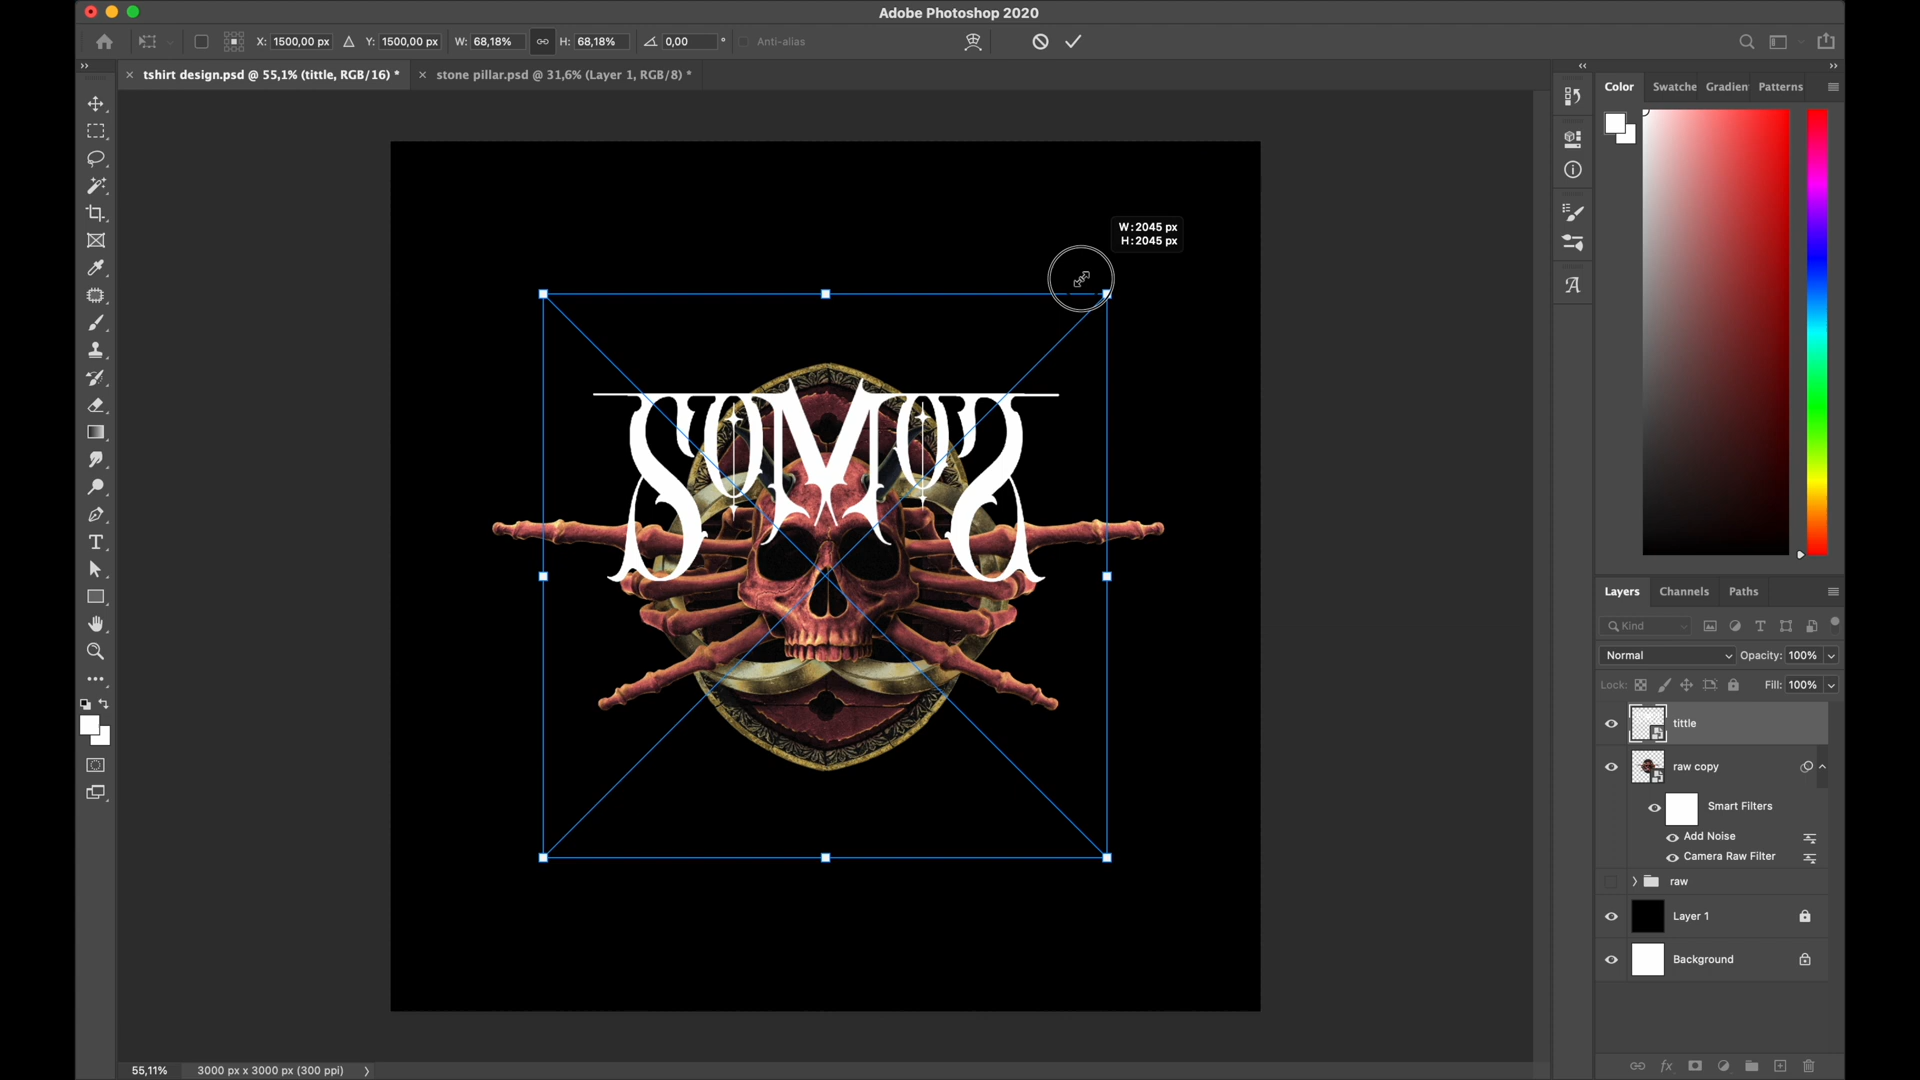 Adobe Photoshop 2020
X: 1500,00 px Y: 1500,00 px W: 68,18% H: 68,18% 0,00 ° Anti-alias
tshirt design.psd @ 55,1% (tittle, RGB/16) *
stone pillar.psd @ 31,6% (Layer 1, RGB/8) *
Color Swatche Gradien Patterns
W: 2045 px
H: 2045 px
SOMOS
Layers Channels Paths
Kind
Normal Opacity: 100%
Lock: Fill: 100%
tittle
raw copy
Smart Filters
Add Noise
Camera Raw Filter
raw
Layer 1
Background
55,11% 3000 px x 3000 px (300 ppi)